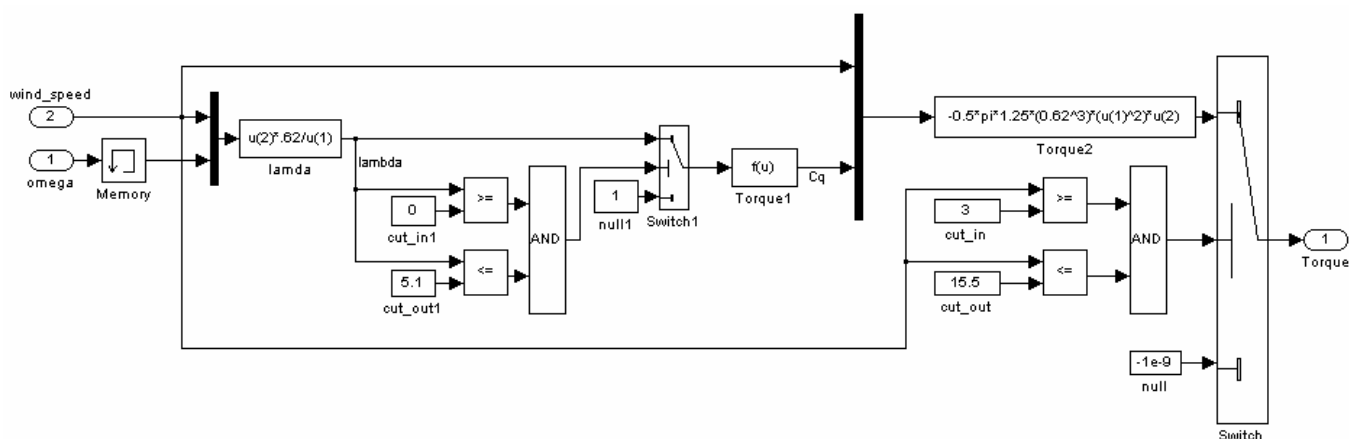 wind_speed
2
1
omega
Memory
u(2)*.62/u(1)
lamda
lambda
0
cut_in1
>=
5.1
cut_out1
<=
AND
1
null1
Switch1
f(u)
Torque1
Cq
-0.5*pi*1.25*(0.62^3)*(u(1)^2)*u(2)
Torque2
3
cut_in
>=
15.5
cut_out
<=
AND
-1e-9
null
Switch
1
Torque